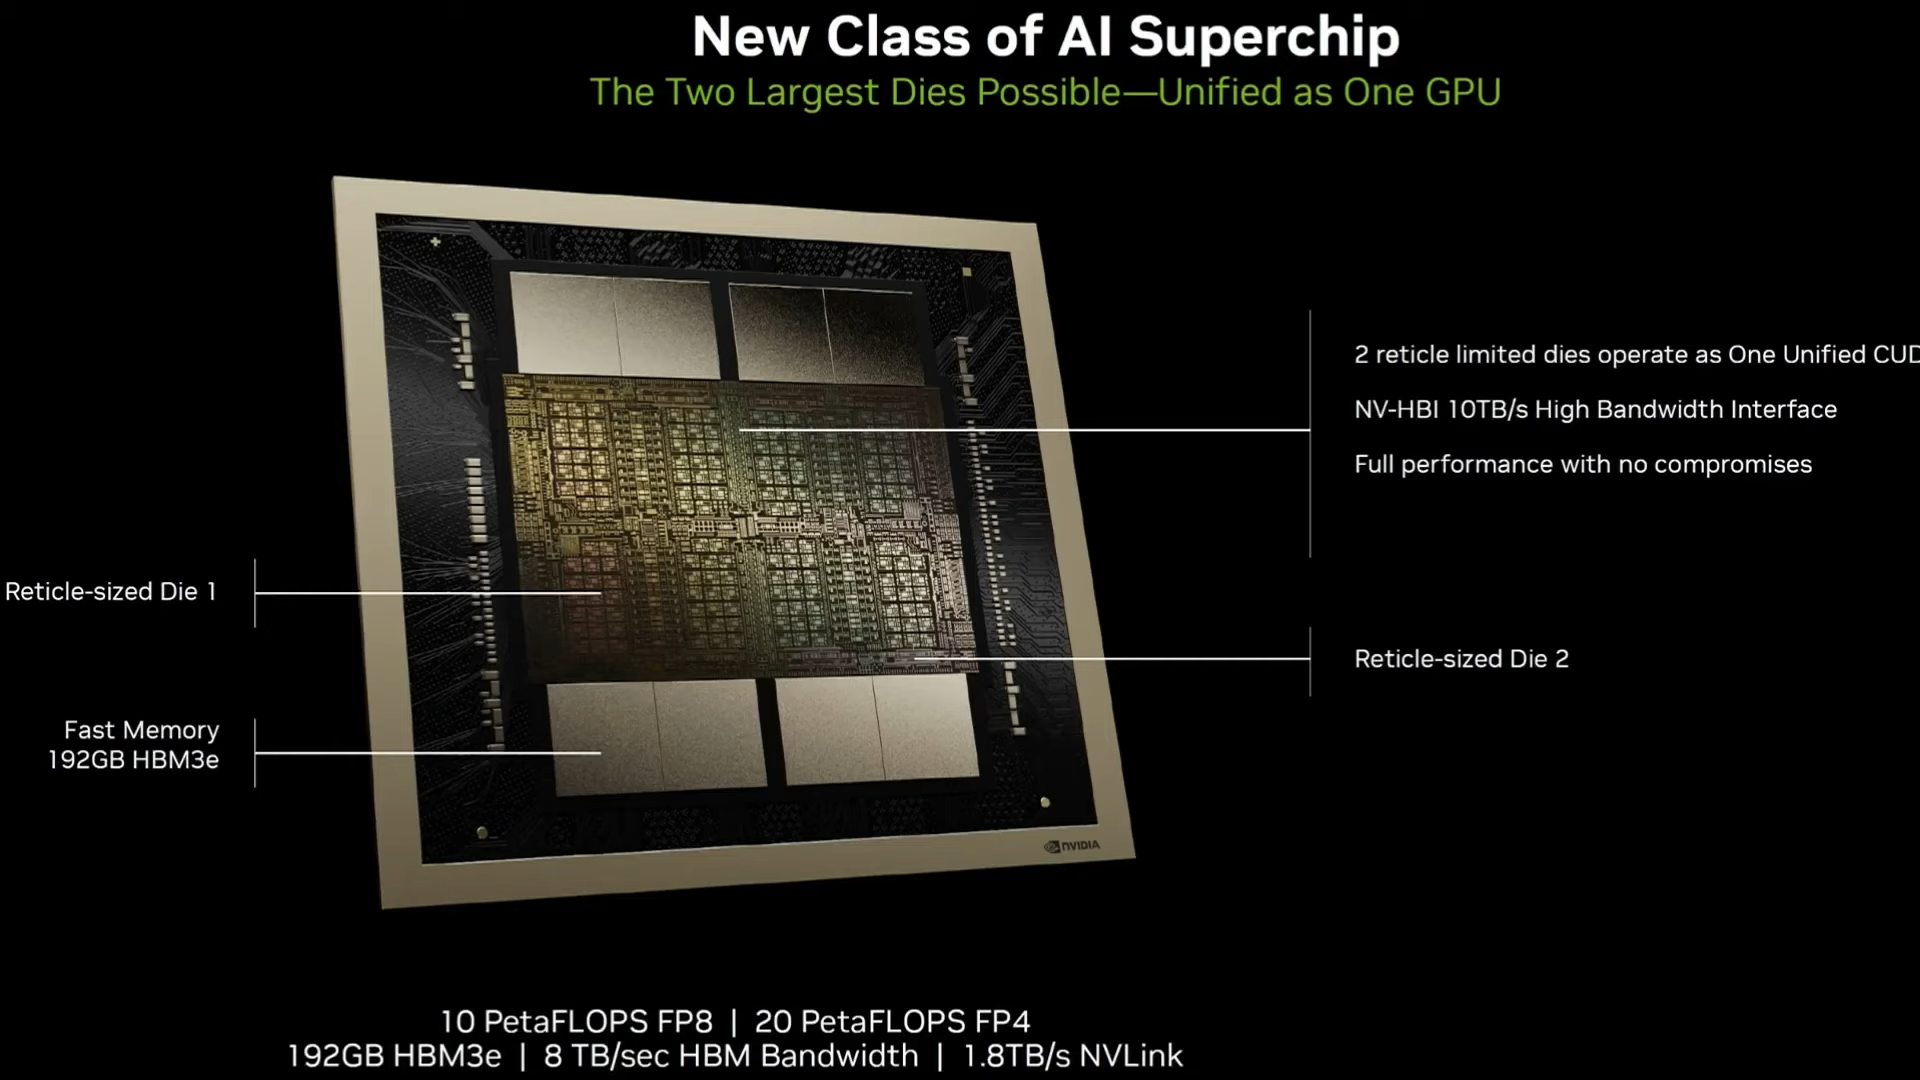 New Class of AI Superchip
The Two Largest Dies Possible—Unified as One GPU
2 reticle limited dies operate as One Unified CUD
NV-HBI 10TB/s High Bandwidth Interface
Full performance with no compromises
Reticle-sized Die 1
Reticle-sized Die 2
Fast Memory
192GB HBM3e
NVIDIA
10 PetaFLOPS FP8 | 20 PetaFLOPS FP4
192GB HBM3e | 8 TB/sec HBM Bandwidth | 1.8TB/s NVLink